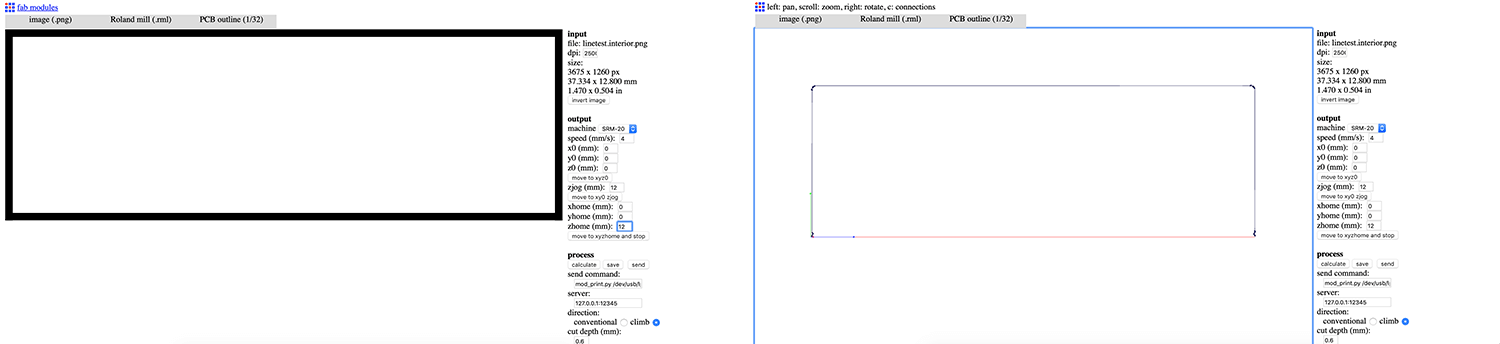 fab modules
image (.png) Roland mill (.rml) PCB outline (1/32)
input
file: linetest.interior.png
dpi: 2500
size:
3675 x 1260 px
37.334 x 12.800 mm
1.470 x 0.504 in
invert image
output
machine SRM-20
speed (mm/s): 4
x0 (mm): 0
y0 (mm): 0
z0 (mm): 0
move to xyz0
zjog (mm): 12
move to xy0 zjog
xhome (mm): 0
yhome (mm): 0
zhome (mm): 12
move to xyzhome and stop
process
calculate save send
send command:
mod_print.py /dev/usb/l
server:
127.0.0.1:12345
direction:
conventional climb
cut depth (mm):
0.6
left: pan, scroll: zoom, right: rotate, c: connections
image (.png) Roland mill (.rml) PCB outline (1/32)
input
file: linetest.interior.png
dpi: 2500
size:
3675 x 1260 px
37.334 x 12.800 mm
1.470 x 0.504 in
invert image
output
machine SRM-20
speed (mm/s): 4
x0 (mm): 0
y0 (mm): 0
z0 (mm): 0
move to xyz0
zjog (mm): 12
move to xy0 zjog
xhome (mm): 0
yhome (mm): 0
zhome (mm): 12
move to xyzhome and stop
process
calculate save send
send command:
mod_print.py /dev/usb/l
server:
127.0.0.1:12345
direction:
conventional climb
cut depth (mm):
0.6